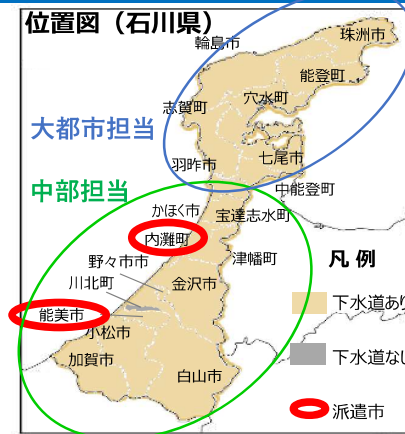 位置図（石川県）
珠洲市
輪島市
能登町
穴水町
志賀町
大都市担当
羽咋市
七尾市
中能登町
中部担当
かほく市
宝達志水町
内灘町
津幡町
野々市市
凡例
川北町
金沢市
下水道あり
能美市
小松市
下水道なし
加賀市
白山市
派遣市